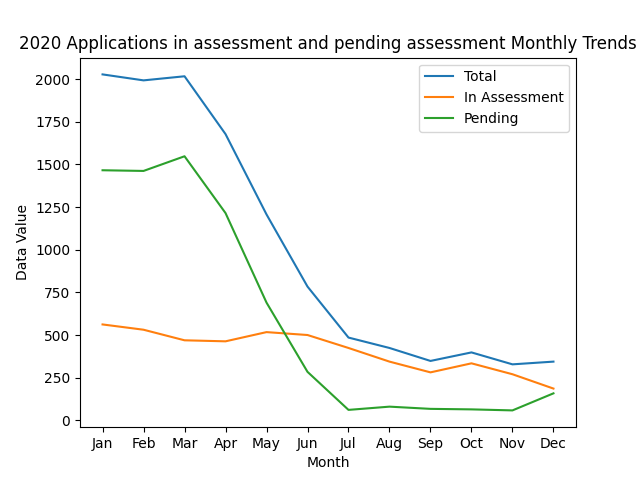 2020 Applications in assessment and pending assessment Monthly Trends
Total
In Assessment
Pending
Data Value
2000
1750
1500
1250
1000
750
500
250
0
Jan Feb Mar Apr May Jun Jul Aug Sep Oct Nov Dec
Month